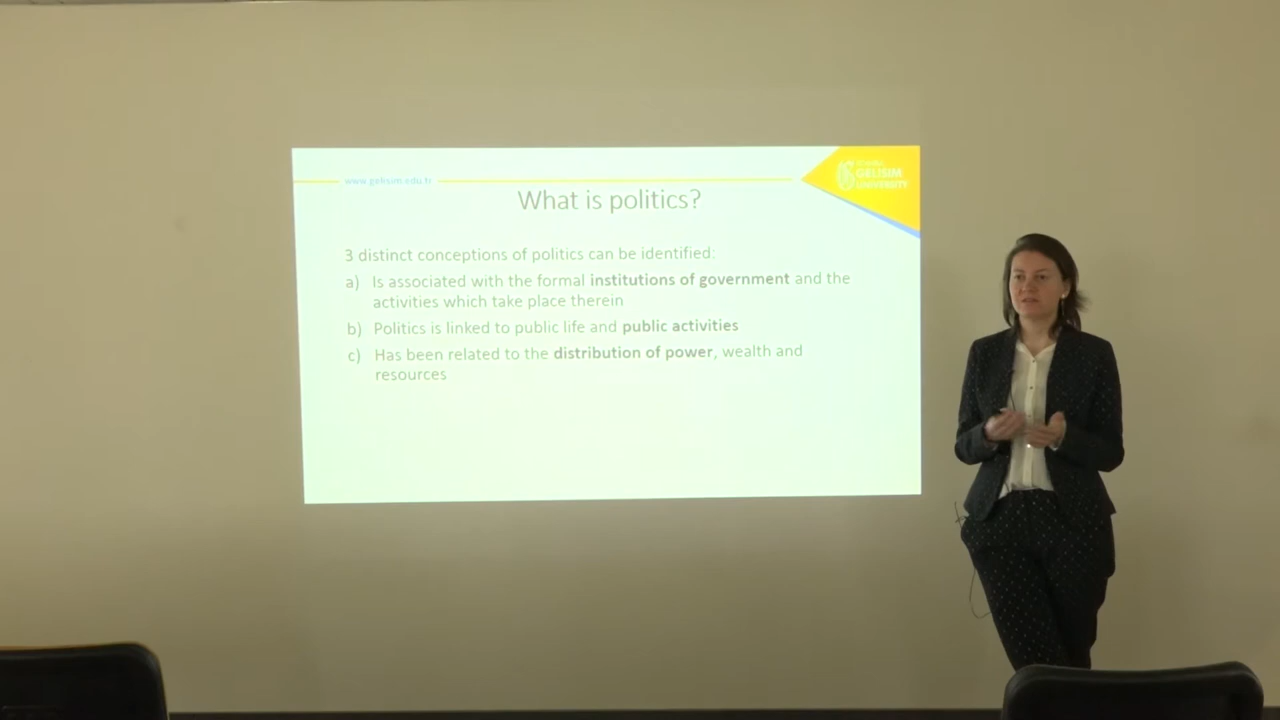 www.gelisim.edu.tr
GELISIM
UNIVERSITY
What is politics?
3 distinct conceptions of politics can be identified:
a) Is associated with the formal institutions of government and the
activities which take place therein
b) Politics is linked to public life and public activities
c) Has been related to the distribution of power, wealth and
resources